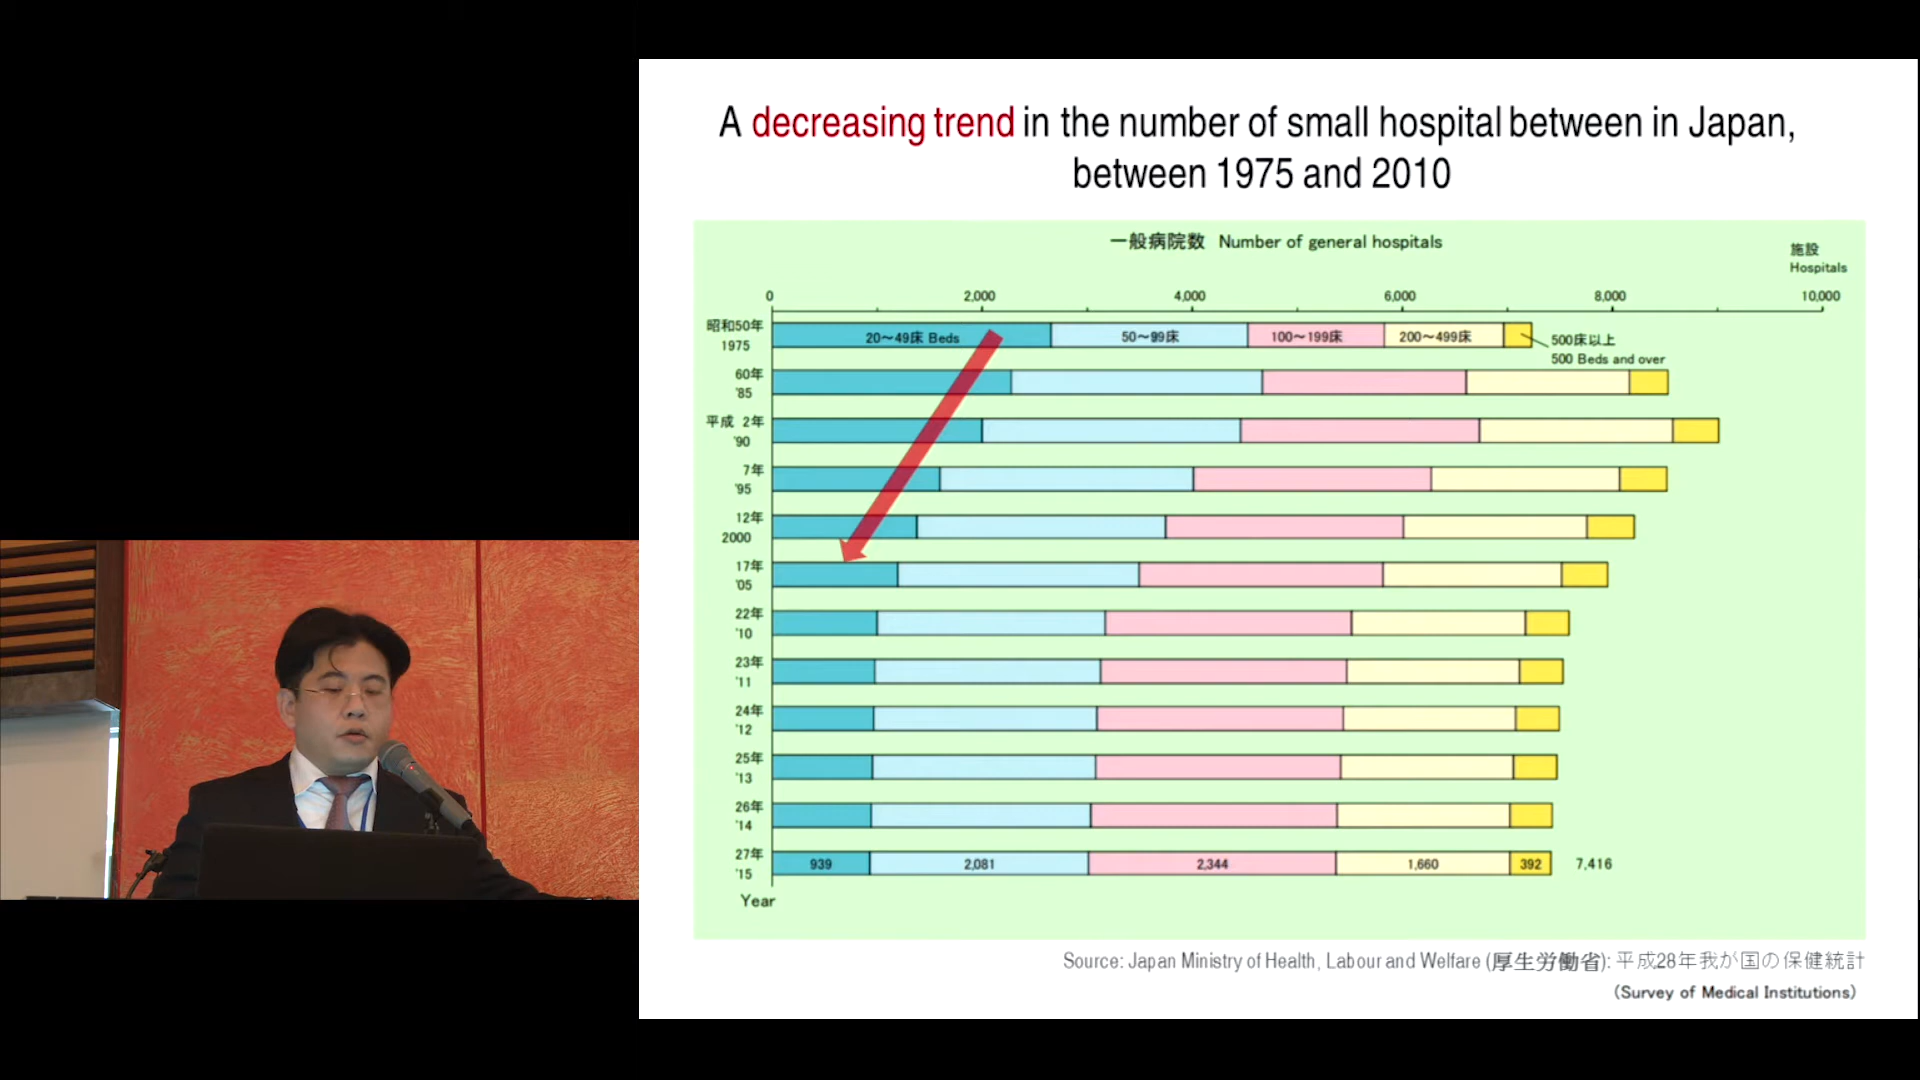 A decreasing trend in the number of small hospital between in Japan,
between 1975 and 2010
一般病院数 Number of general hospitals
施設
Hospitals
0 2,000 4,000 6,000 8,000 10,000
昭和50年
1975
20〜49床 Beds 50〜99床 100〜199床 200〜499床
500床以上
500 Beds and over
60年
'85
平成 2年
'90
7年
'95
12年
2000
17年
'05
22年
'10
23年
'11
24年
'12
25年
'13
26年
'14
27年
'15
939 2,081 2,344 1,660 392 7,416
Year
Source: Japan Ministry of Health, Labour and Welfare (厚生労働省): 平成28年我が国の保健統計
(Survey of Medical Institutions)